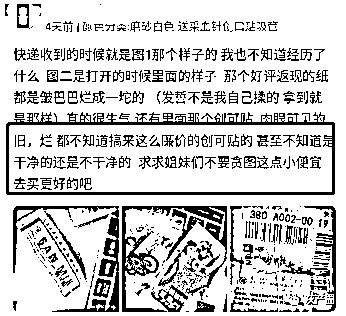 4天前 颜色分类:磨砂白色 送采血针创口贴吸管
快递收到的时候就是图1那个样子的 我也不知道经历了
什么 图二是打开的时候里面的样子 那个好评返现的纸
都是皱巴巴烂成一坨的 (发誓不是我自己揉的 拿到就
是那样) 真的很生气 还有里面那个创可贴 肉眼可见的
旧,烂 都不知道搞来这么廉价的创可贴的 甚至不知道是
干净的还是不干净的 求求姐妹们不要贪图这点小便宜
去买更好的吧
380 A002-00 19